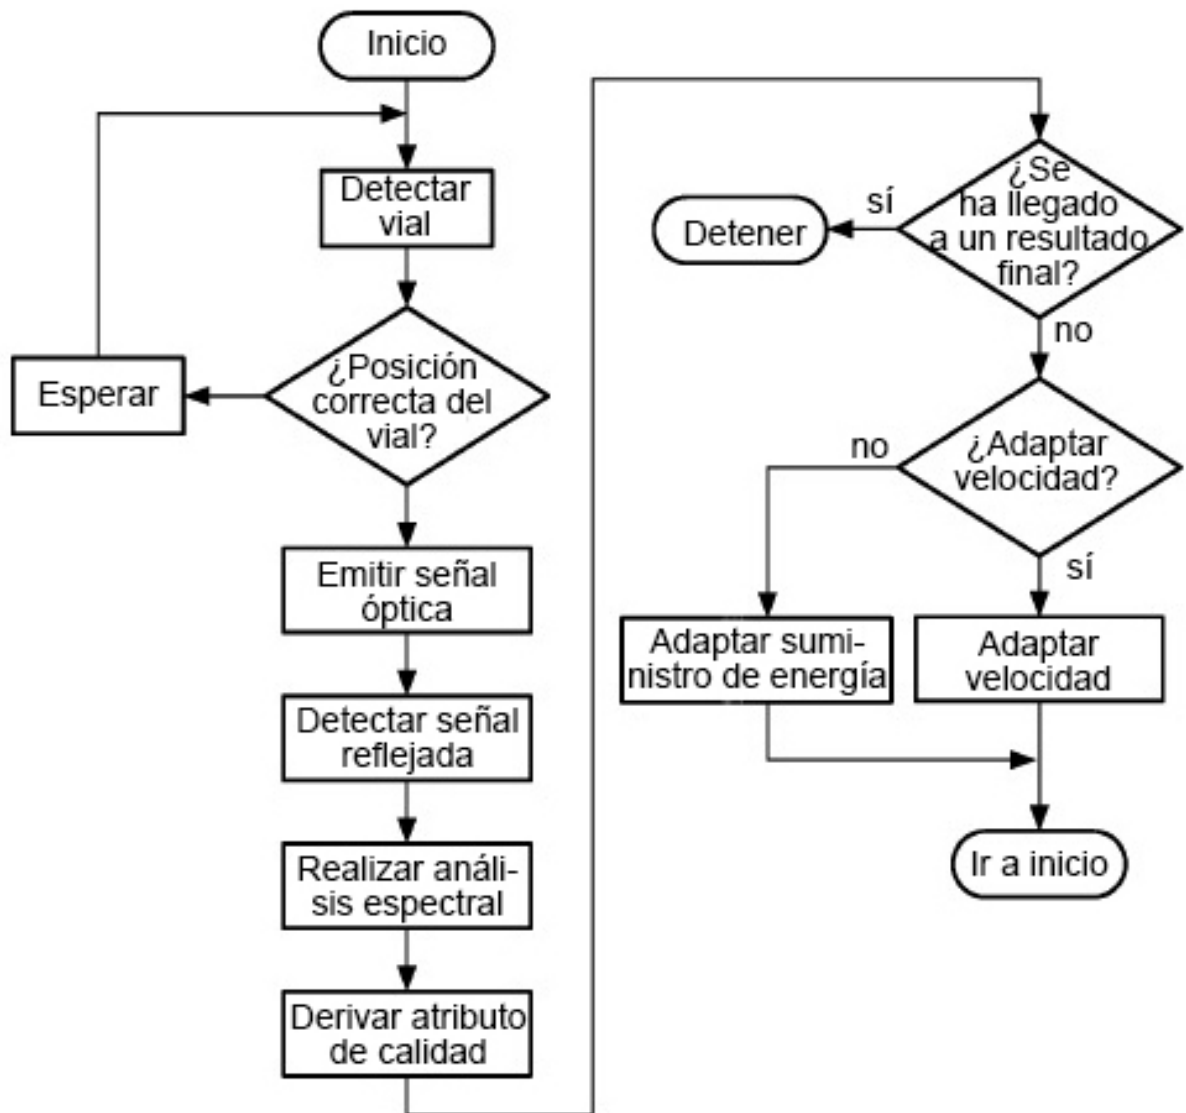 Inicio
Detectar
vial
¿Posición
correcta del
vial?
Esperar
Emitir señal
óptica
Detectar señal
reflejada
Realizar análi-
sis espectral
Derivar atributo
de calidad
¿Se
ha llegado
a un resultado
final?
sí
Detener
no
¿Adaptar
velocidad?
no
sí
Adaptar sumi-
nistro de energía
Adaptar
velocidad
Ir a inicio